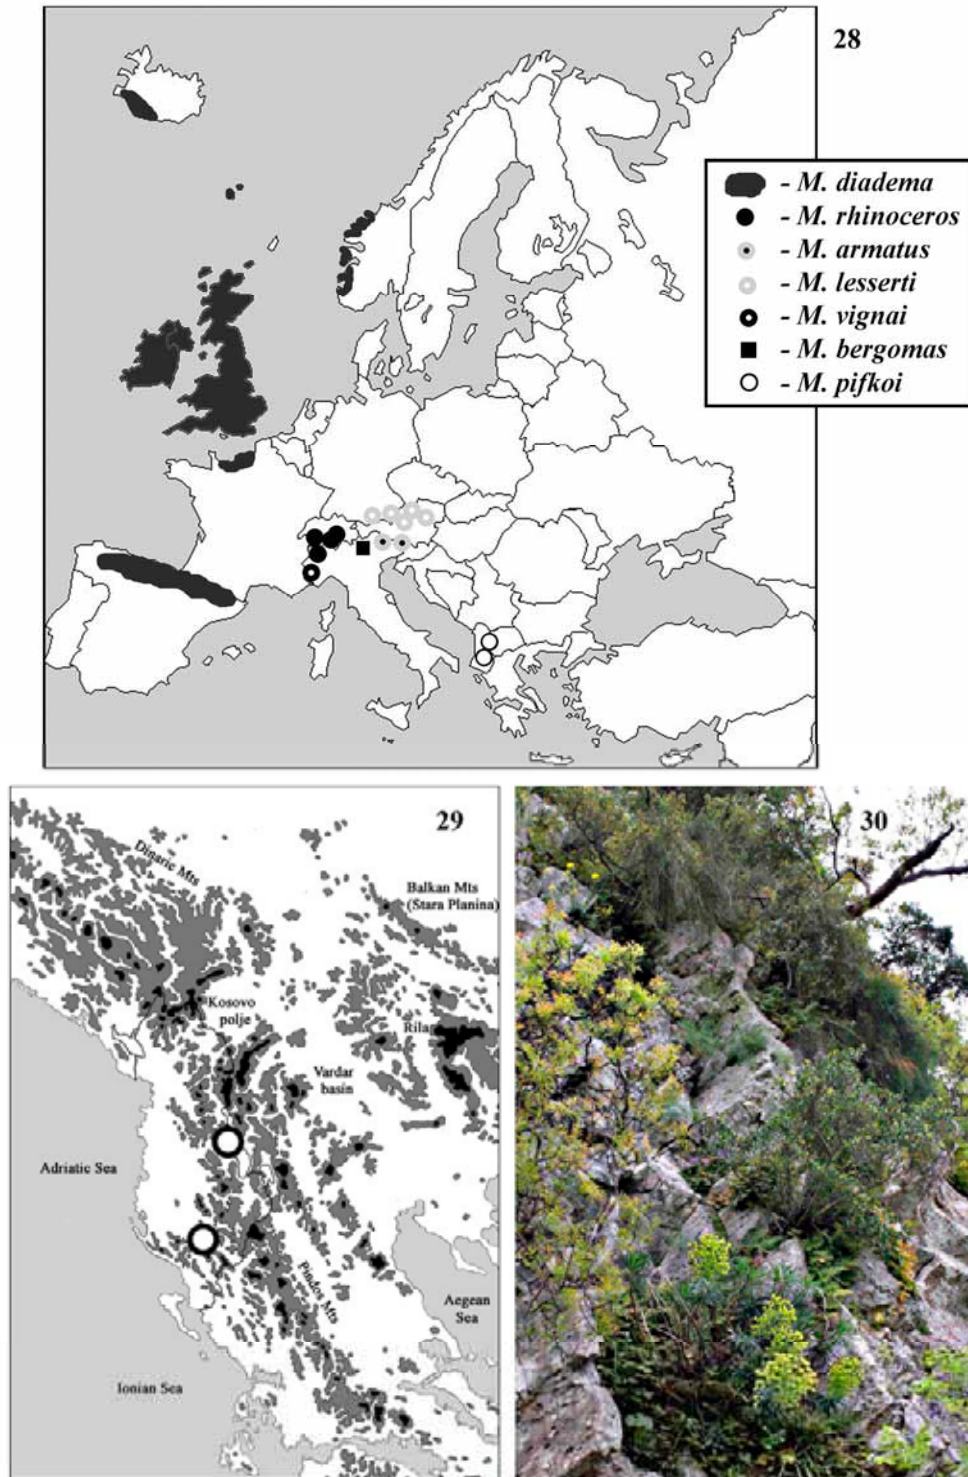 28
- M. diadema
- M. rhinoceros
- M. armatus
- M. lesserti
- M. vignai
- M. bergomas
- M. pifkoi
29
Dinaric Mts
Balkan Mts
(Stara Planina)
Kosovo
polje
Rila
Vardar
basin
Adriatic Sea
Pindos Mts
Aegean
Sea
Ionian Sea
30